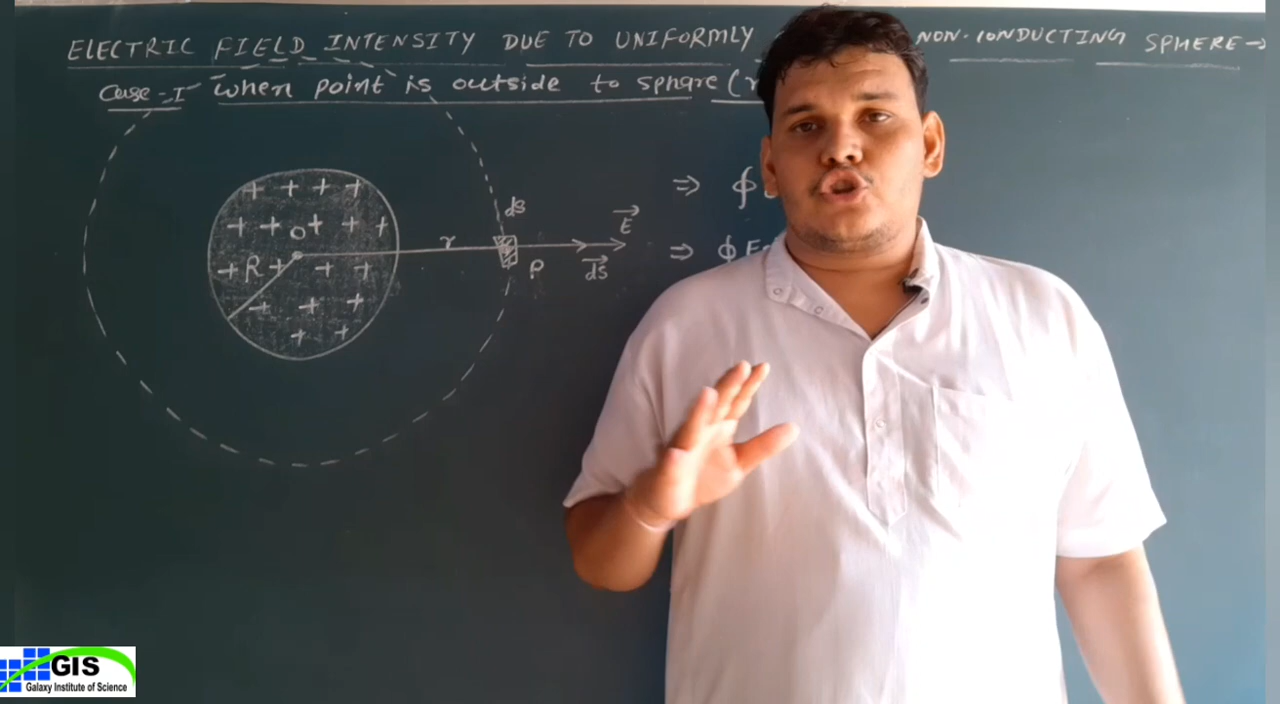 ELECTRIC FIELD INTENSITY DUE TO UNIFORMLY NON-CONDUCTING SPHERE→
Case-I when point is outside to sphere (r
ds
⇒ ∮
E
O
r
⇒ ∮ E
R
P
ds
GIS
Galaxy Institute of Science